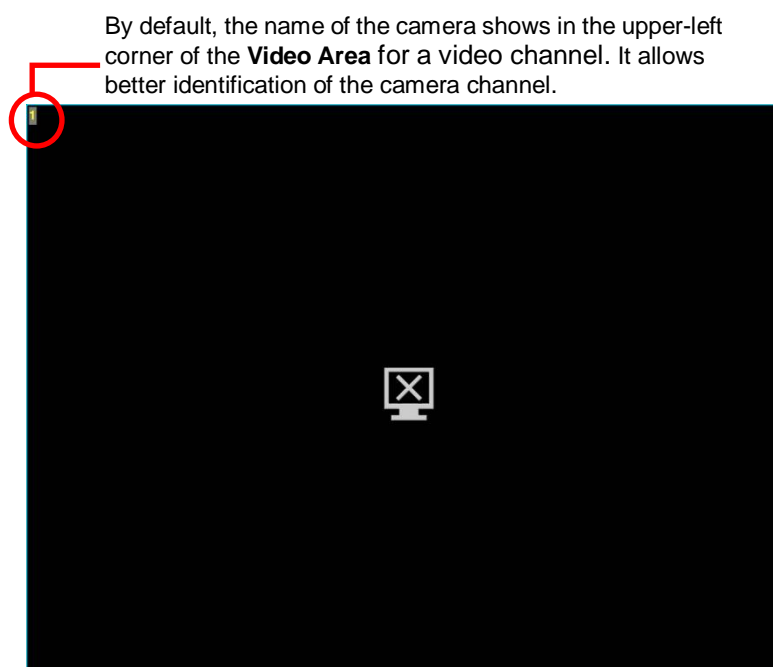 By default, the name of the camera shows in the upper-left
corner of the Video Area for a video channel. It allows
better identification of the camera channel.
1